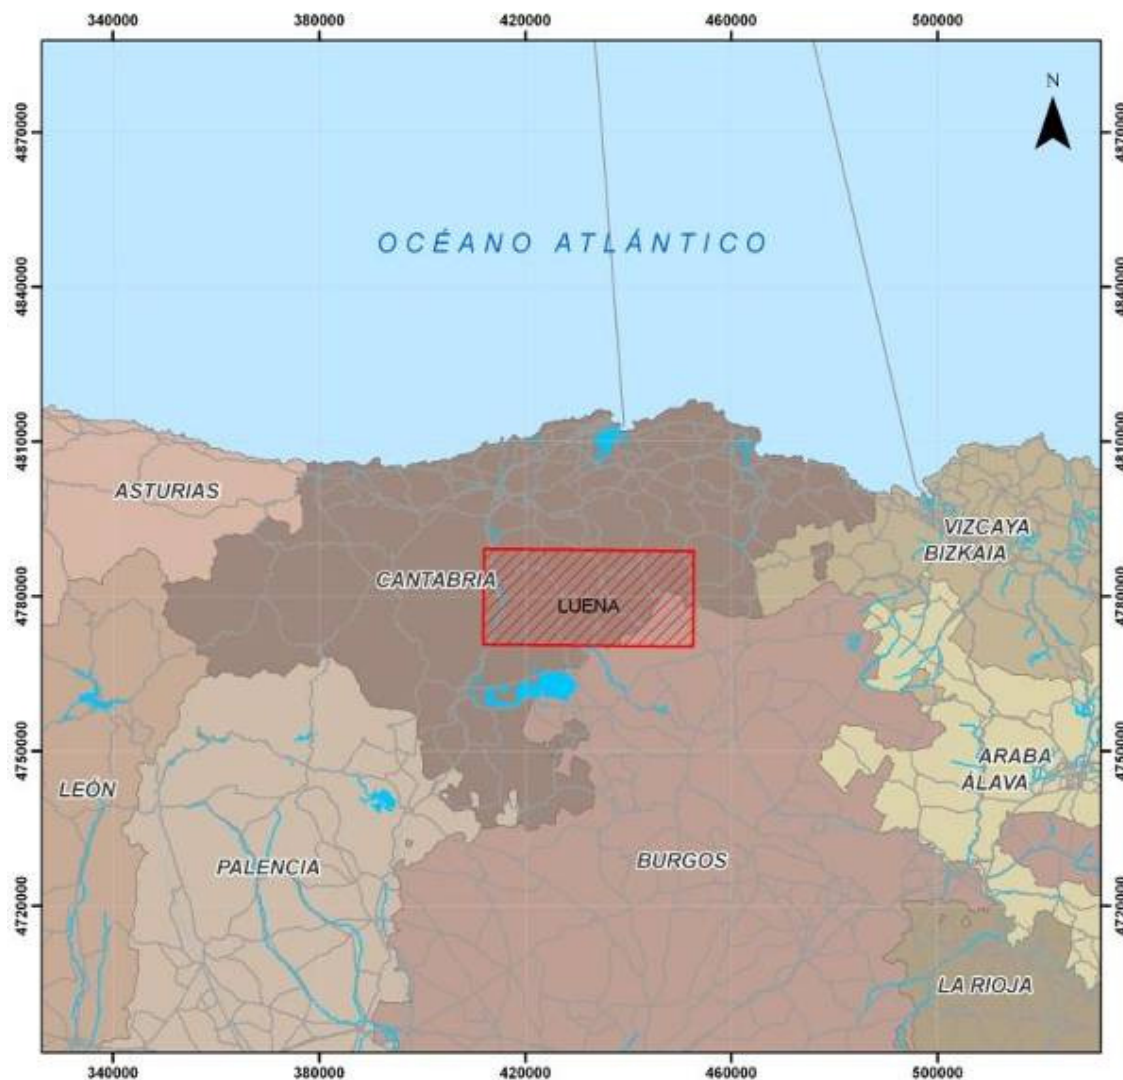 340000 380000 420000 460000 500000
N
4870000 4870000
OCÉANO ATLÁNTICO
4840000 4840000
4810000 4810000
ASTURIAS
VIZCAYA
BIZKAIA
CANTABRIA
4780000 4780000
LUENA
4750000 4750000
ARABA
ÁLAVA
LEÓN
PALENCIA
BURGOS
4720000 4720000
LA RIOJA
340000 380000 420000 460000 500000